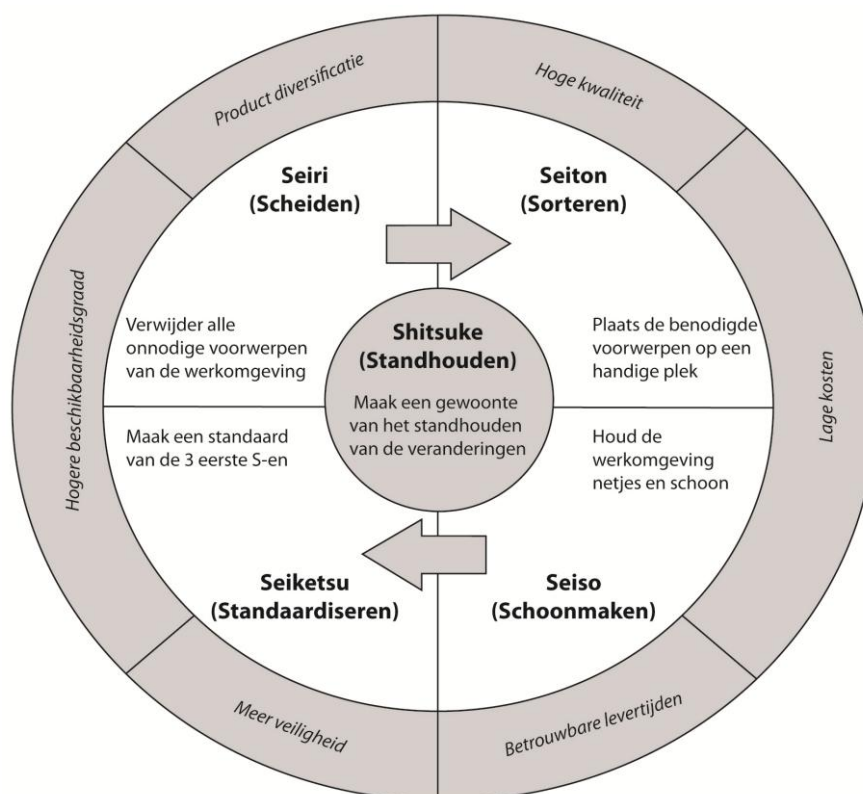 Product diversificatie
Hoge kwaliteit
Hogere beschikbaarheidsgraad
Lage kosten
Meer veiligheid
Betrouwbare levertijden
Seiri
(Scheiden)
Verwijder alle
onnodige voorwerpen
van de werkomgeving
Seiton
(Sorteren)
Plaats de benodigde
voorwerpen op een
handige plek
Shitsuke
(Standhouden)
Maak een gewoonte
van het standhouden
van de veranderingen
Maak een standaard
van de 3 eerste S-en
Seiketsu
(Standaardiseren)
Houd de
werkomgeving
netjes en schoon
Seiso
(Schoonmaken)